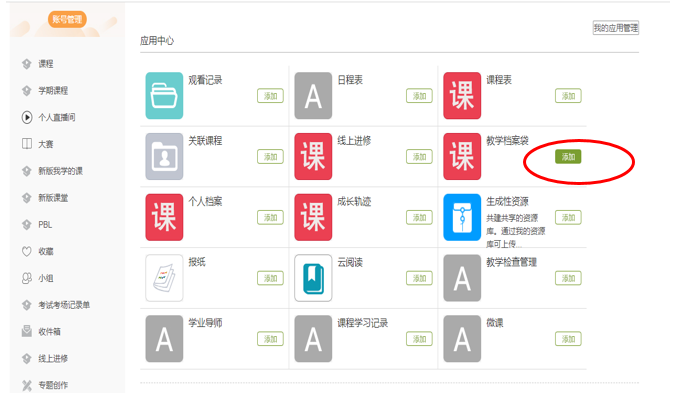 账号管理
课程
学期课程
个人直播间
大赛
新版我学的课
新版课堂
PBL
收藏
小组
考试考场记录单
收件箱
线上进修
专题创作
我的应用管理
应用中心
观看记录
添加
A
日程表
添加
课
课程表
添加
关联课程
添加
课
线上进修
添加
课
教学档案袋
添加
课
个人档案
添加
课
成长轨迹
添加
生成性资源
共建共享的资源
库。通过我的资源
库可上传...
添加
报纸
添加
云阅读
添加
A
教学检查管理
添加
A
学业导师
添加
A
课程学习记录
添加
A
微课
添加